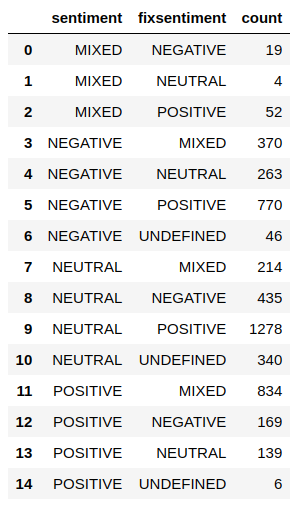 sentiment fixsentiment count
0 MIXED NEGATIVE 19
1 MIXED NEUTRAL 4
2 MIXED POSITIVE 52
3 NEGATIVE MIXED 370
4 NEGATIVE NEUTRAL 263
5 NEGATIVE POSITIVE 770
6 NEGATIVE UNDEFINED 46
7 NEUTRAL MIXED 214
8 NEUTRAL NEGATIVE 435
9 NEUTRAL POSITIVE 1278
10 NEUTRAL UNDEFINED 340
11 POSITIVE MIXED 834
12 POSITIVE NEGATIVE 169
13 POSITIVE NEUTRAL 139
14 POSITIVE UNDEFINED 6